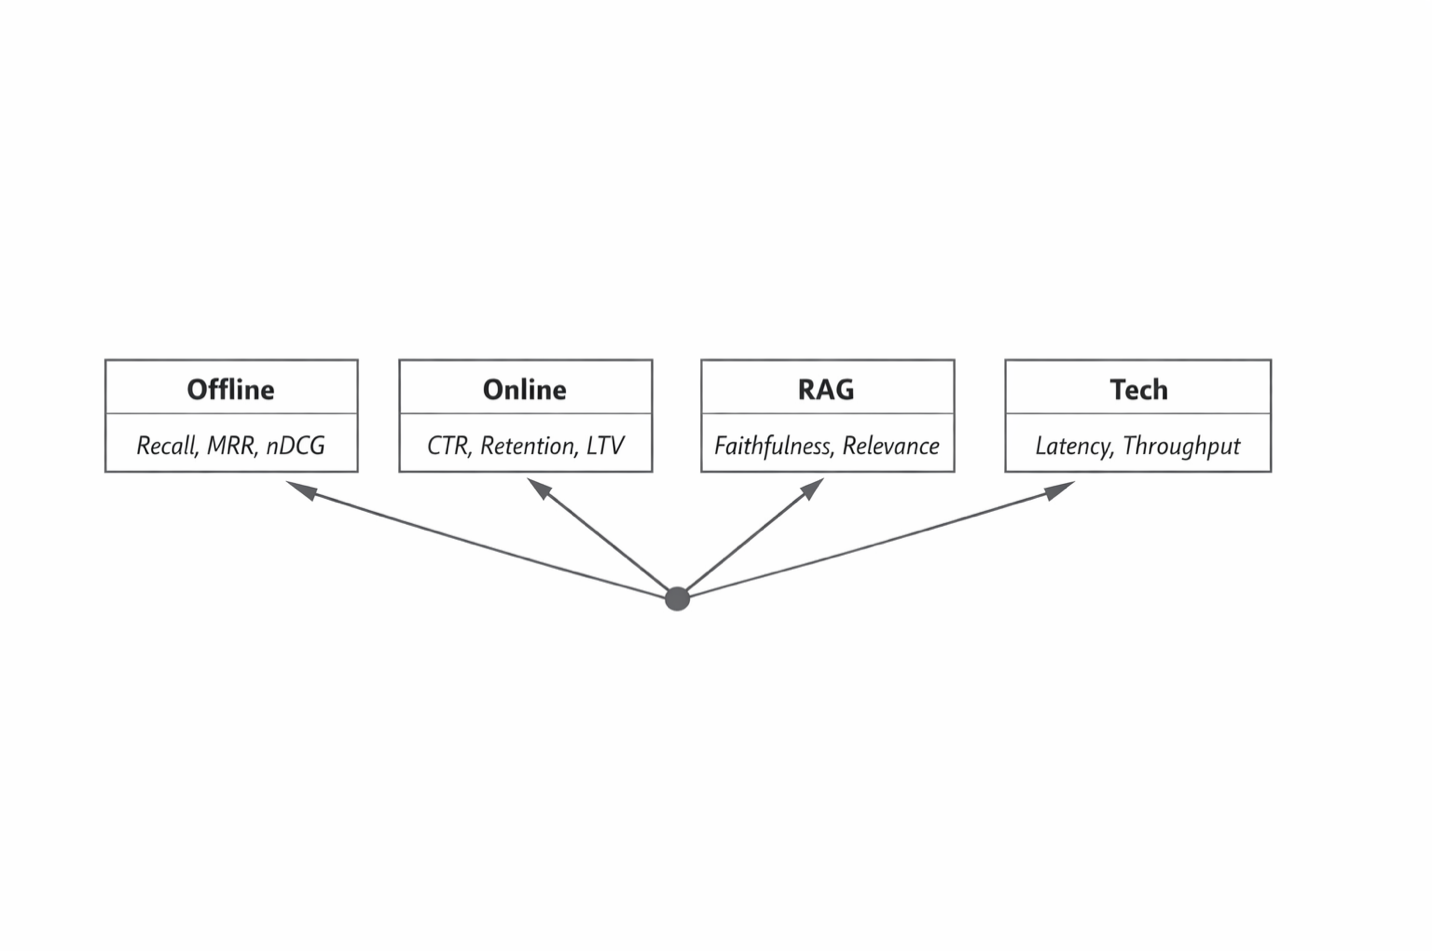 Offline
Recall, MRR, nDCG
Online
CTR, Retention, LTV
RAG
Faithfulness, Relevance
Tech
Latency, Throughput